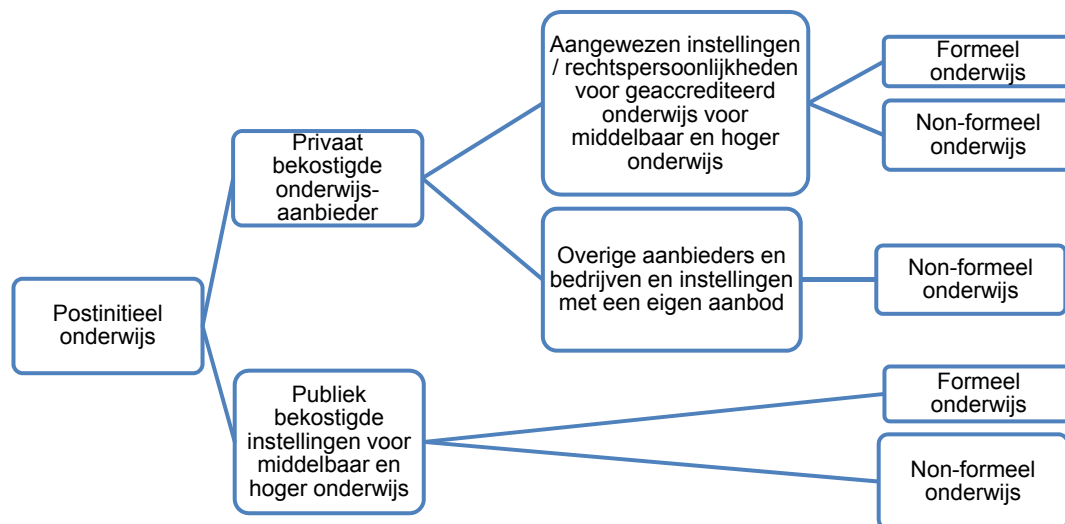 Postinitieel
onderwijs
Privaat
bekostigde
onderwijs-
aanbieder
Aangewezen instellingen
/ rechtspersoonlijkheden
voor geaccrediteerd
onderwijs voor
middelbaar en hoger
onderwijs
Formeel
onderwijs
Non-formeel
onderwijs
Overige aanbieders en
bedrijven en instellingen
met een eigen aanbod
Non-formeel
onderwijs
Publiek
bekostigde
instellingen voor
middelbaar en
hoger onderwijs
Formeel
onderwijs
Non-formeel
onderwijs